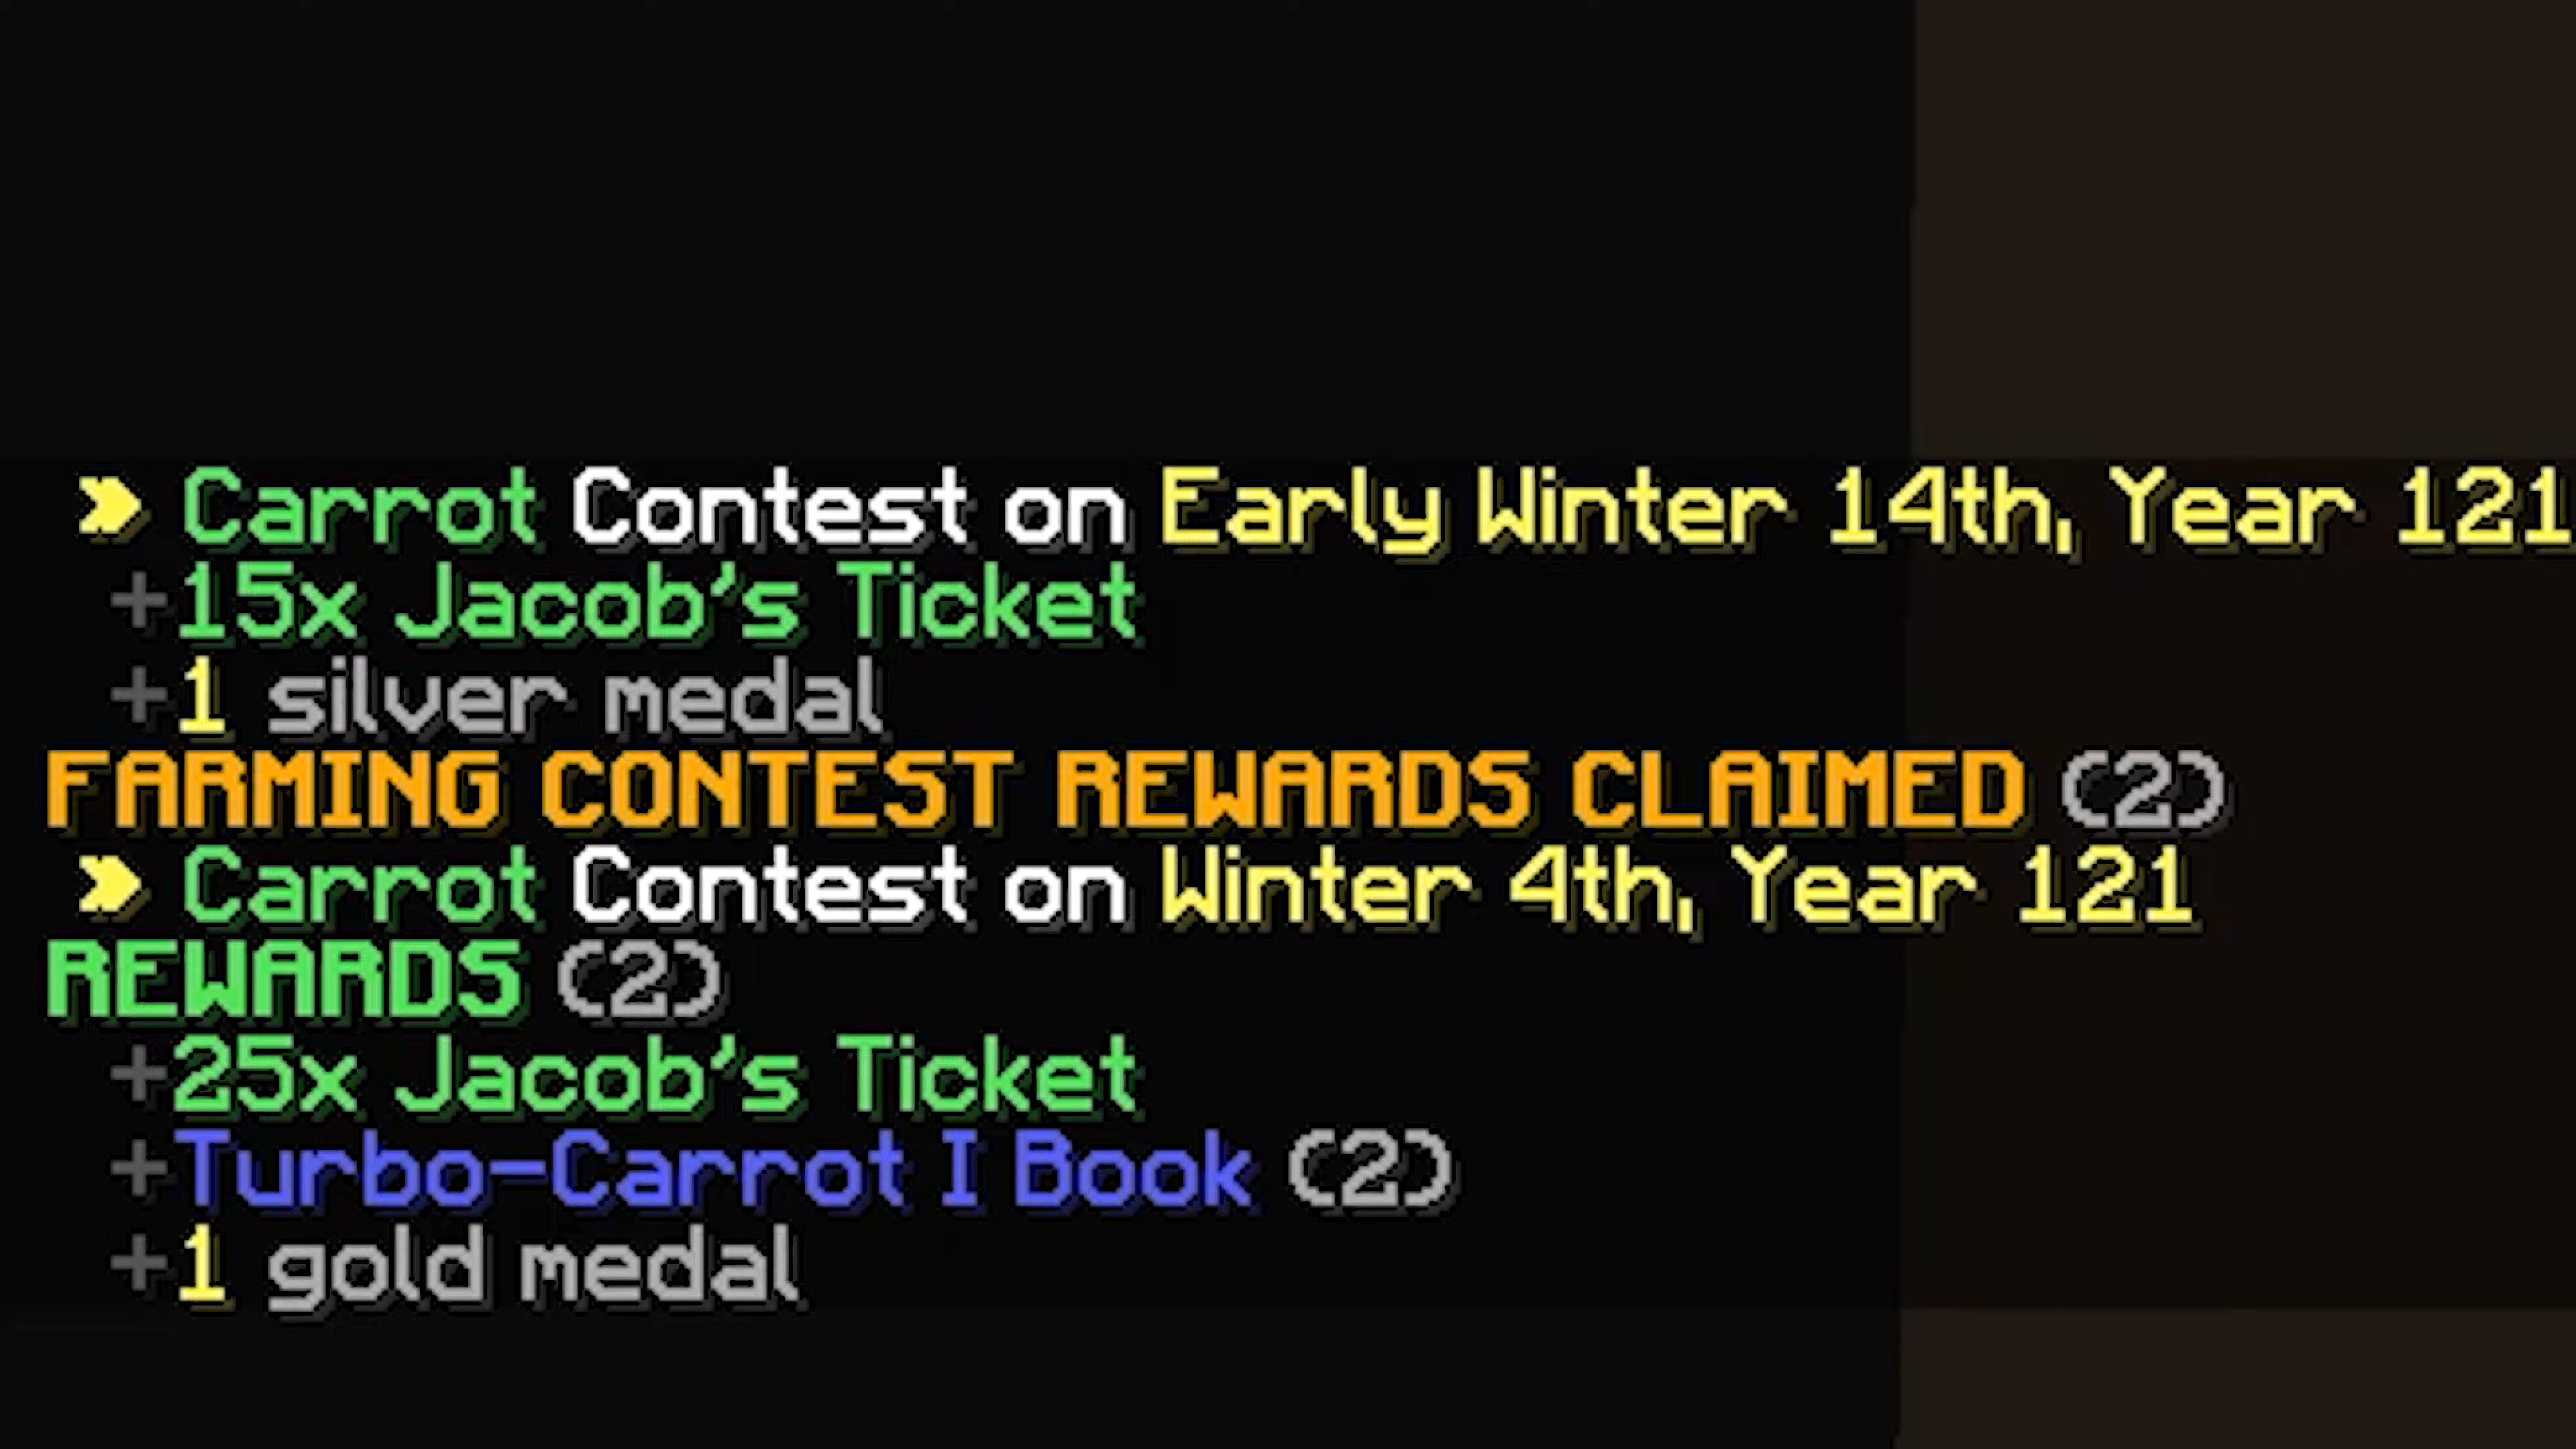 » Carrot Contest on Early Winter 14th, Year 121
+15x Jacob's Ticket
+1 silver medal
FARMING CONTEST REWARDS CLAIMED (2)
» Carrot Contest on Winter 4th, Year 121
REWARDS (2)
+25x Jacob's Ticket
+Turbo-Carrot I Book (2)
+1 gold medal